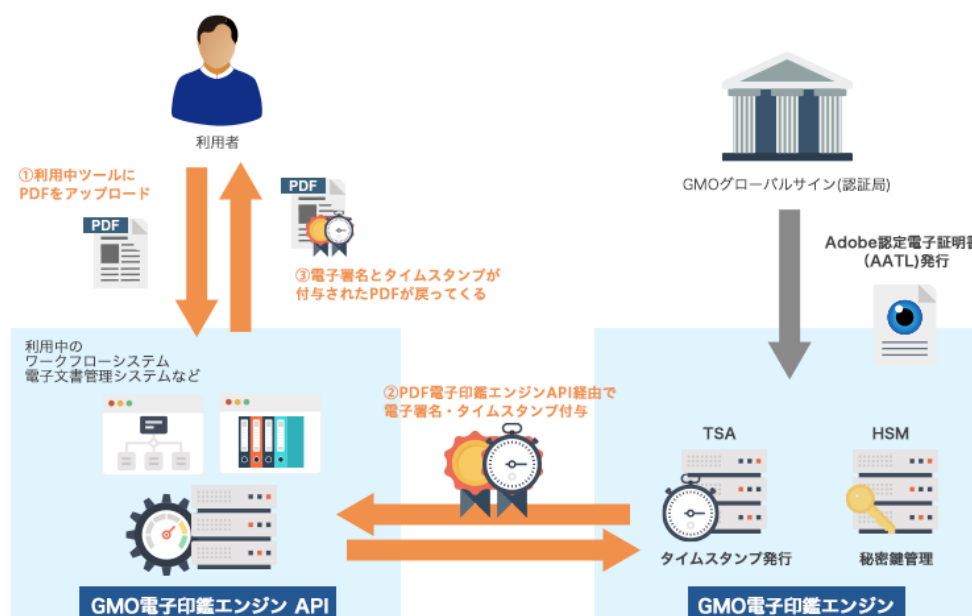 利用者
①利用中ツールに
PDFをアップロード
PDF
PDF
③電子署名とタイムスタンプが
付与されたPDFが戻ってくる
GMOグローバルサイン(認証局)
Adobe認定電子証明書
(AATL)発行
利用中の
ワークフローシステム
電子文書管理システムなど
②PDF電子印鑑エンジンAPI経由で
電子署名・タイムスタンプ付与
TSA
HSM
タイムスタンプ発行
秘密鍵管理
GMO電子印鑑エンジン API
GMO電子印鑑エンジン